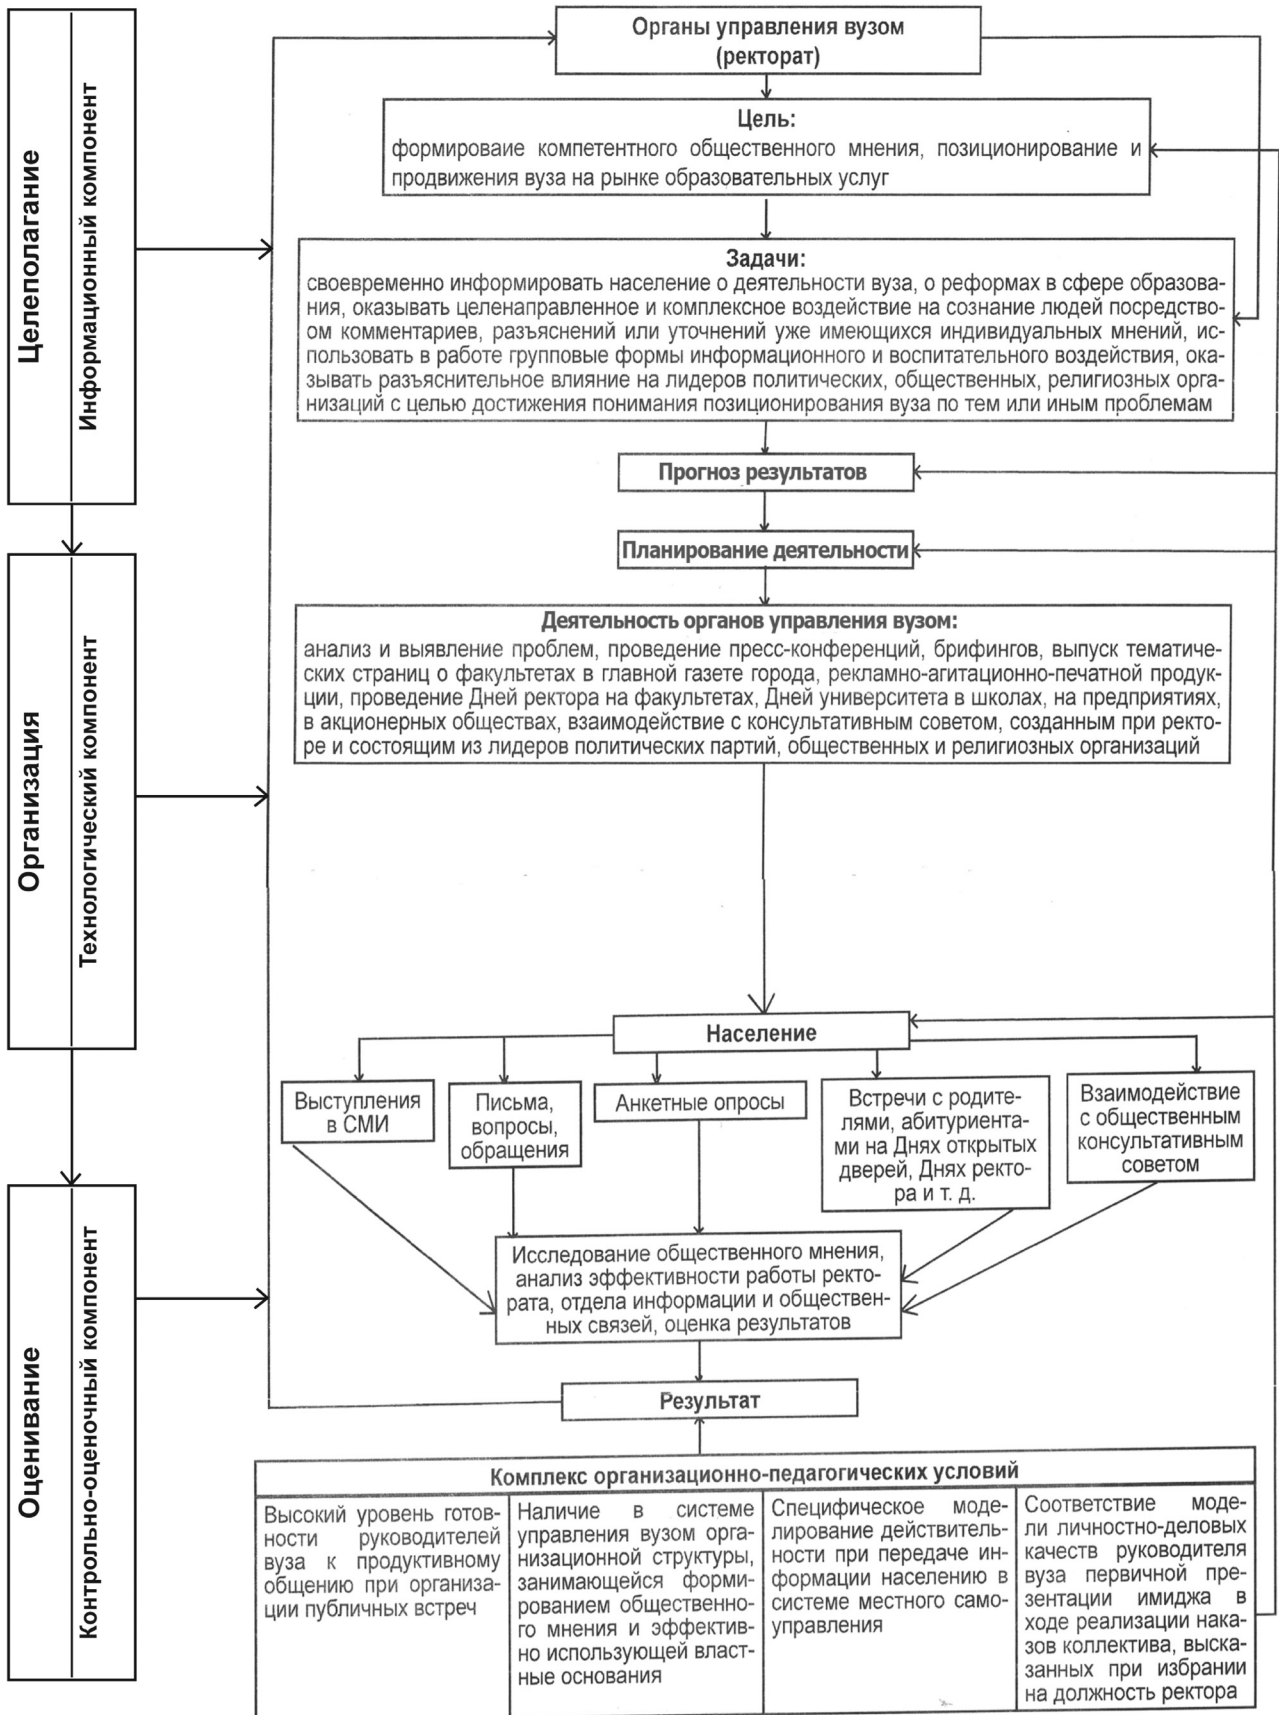 Целеполагание
Информационный компонент
Органы управления вузом
(ректорат)
Цель:
формироваие компетентного общественного мнения, позиционирование и
продвижения вуза на рынке образовательных услуг
Задачи:
своевременно информировать население о деятельности вуза, о реформах в сфере образова-
ния, оказывать целенаправленное и комплексное воздействие на сознание людей посредство-
ом комментариев, разъяснений или уточнений уже имеющихся индивидуальных мнений, ис-
пользовать в работе групповые формы информационного и воспитательного воздействия, ока-
зывать разъяснительное влияние на лидеров политических, общественных, религиозных орга-
низаций с целью достижения понимания позиционирования вуза по тем или иным проблемам
Прогноз результатов
Организация
Технологический компонент
Планирование деятельности
Деятельность органов управления вузом:
анализ и выявление проблем, проведение пресс-конференций, брифингов, выпуск тематиче-
ских страниц о факультетах в главной газете города, рекламно-агитационно-печатной продук-
ции, проведение Дней ректора на факультетах, Дней университета в школах, на предприятиях,
в акционерных обществах, взаимодействие с консультативным советом, созданным при ректо-
ре и состоящим из лидеров политических партий, общественных и религиозных организаций
Население
Выступления
в СМИ
Письма,
вопросы,
обращения
Анкетные опросы
Встречи с родите-
лями, абитуриента-
ми на Днях открытых
дверей, Днях ректо-
ра и т. д.
Взаимодействие
с общественным
консультативным
советом
Оценивание
Контрольно-оценочный компонент
Исследование общественного мнения,
анализ эффективности работы ректо-
рата, отдела информации и обществен-
ных связей, оценка результатов
Результат
Комплекс организационно-педагогических условий
Высокий уровень готов-
ности руководителей
вуза к продуктивному
общению при организа-
ции публичных встреч
Наличие в системе
управления вузом орга-
низационной структуры,
занимающейся форми-
рованием общественно-
го мнения и эффектив-
но использующей власт-
ные основания
Специфическое моде-
лирование действитель-
ности при передаче ин-
формации населению в
системе местного само-
управления
Соответствие моде-
ли личностно-деловых
качеств руководителя
вуза первичной пре-
зентации имиджа в
ходе реализации нака-
зов коллектива, выска-
занных при избрании
на должность ректора